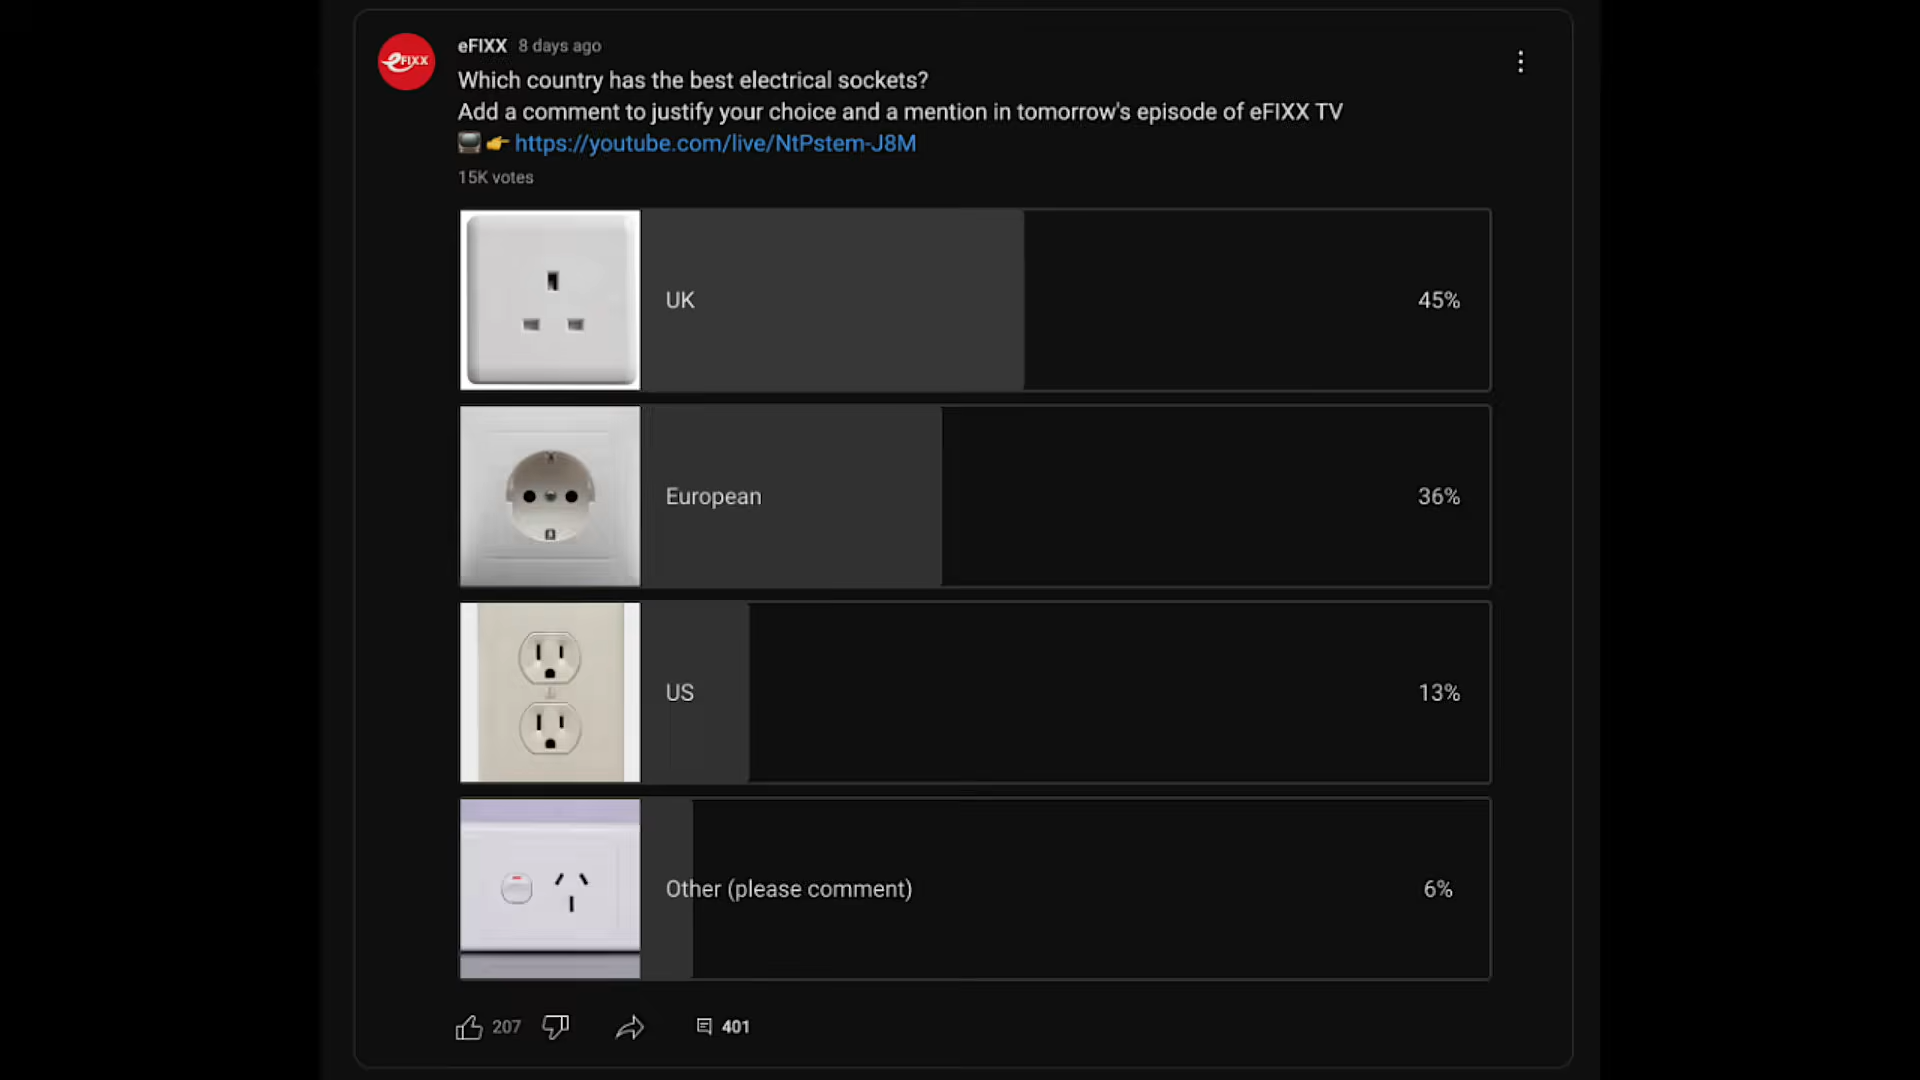 eFIXX
eFIXX 8 days ago
Which country has the best electrical sockets?
Add a comment to justify your choice and a mention in tomorrow's episode of eFIXX TV
📺 👉 https://youtube.com/live/NtPstem-J8M
15K votes
UK 45%
European 36%
US 13%
Other (please comment) 6%
207 401